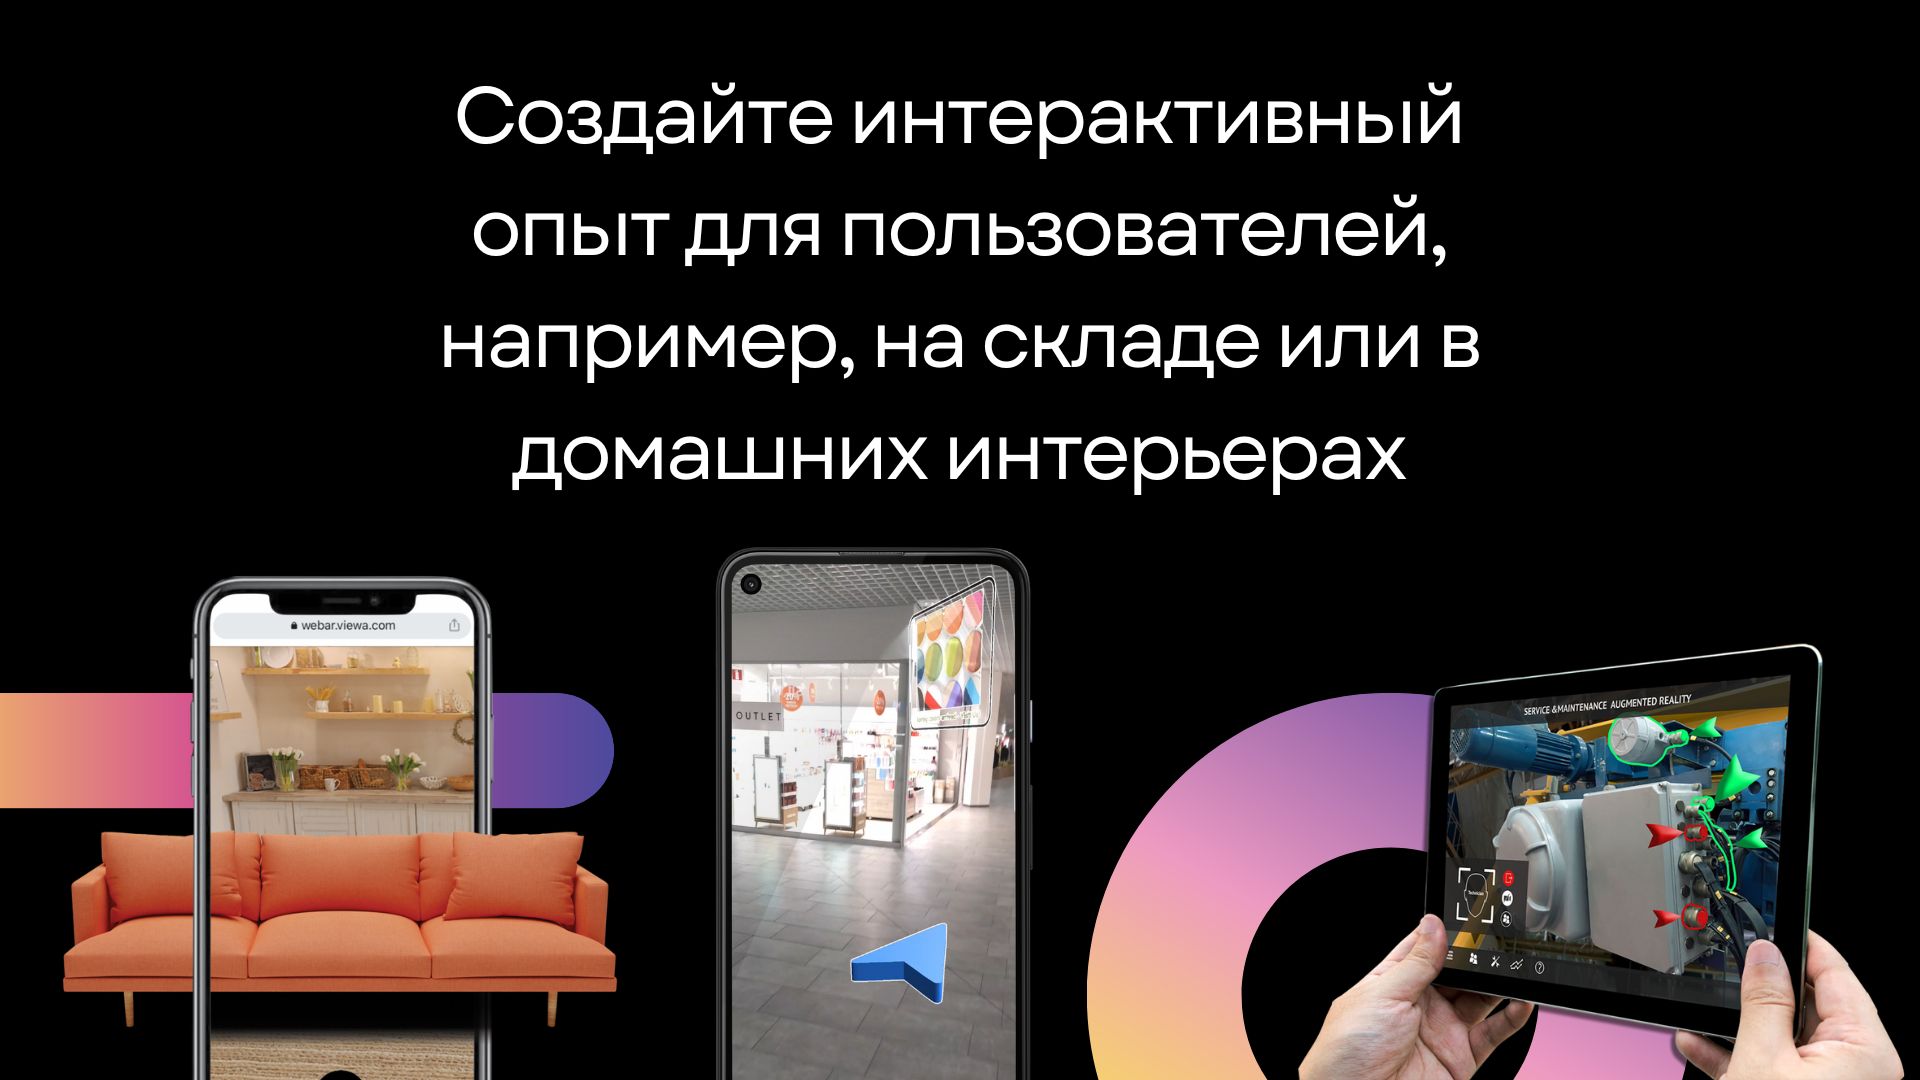 Создайте интерактивный
опыт для пользователей,
например, на складе или в
домашних интерьерах
webar.viewa.com
OUTLET
SERVICE &MAINTENANCE AUGMENTED REALITY
Technician